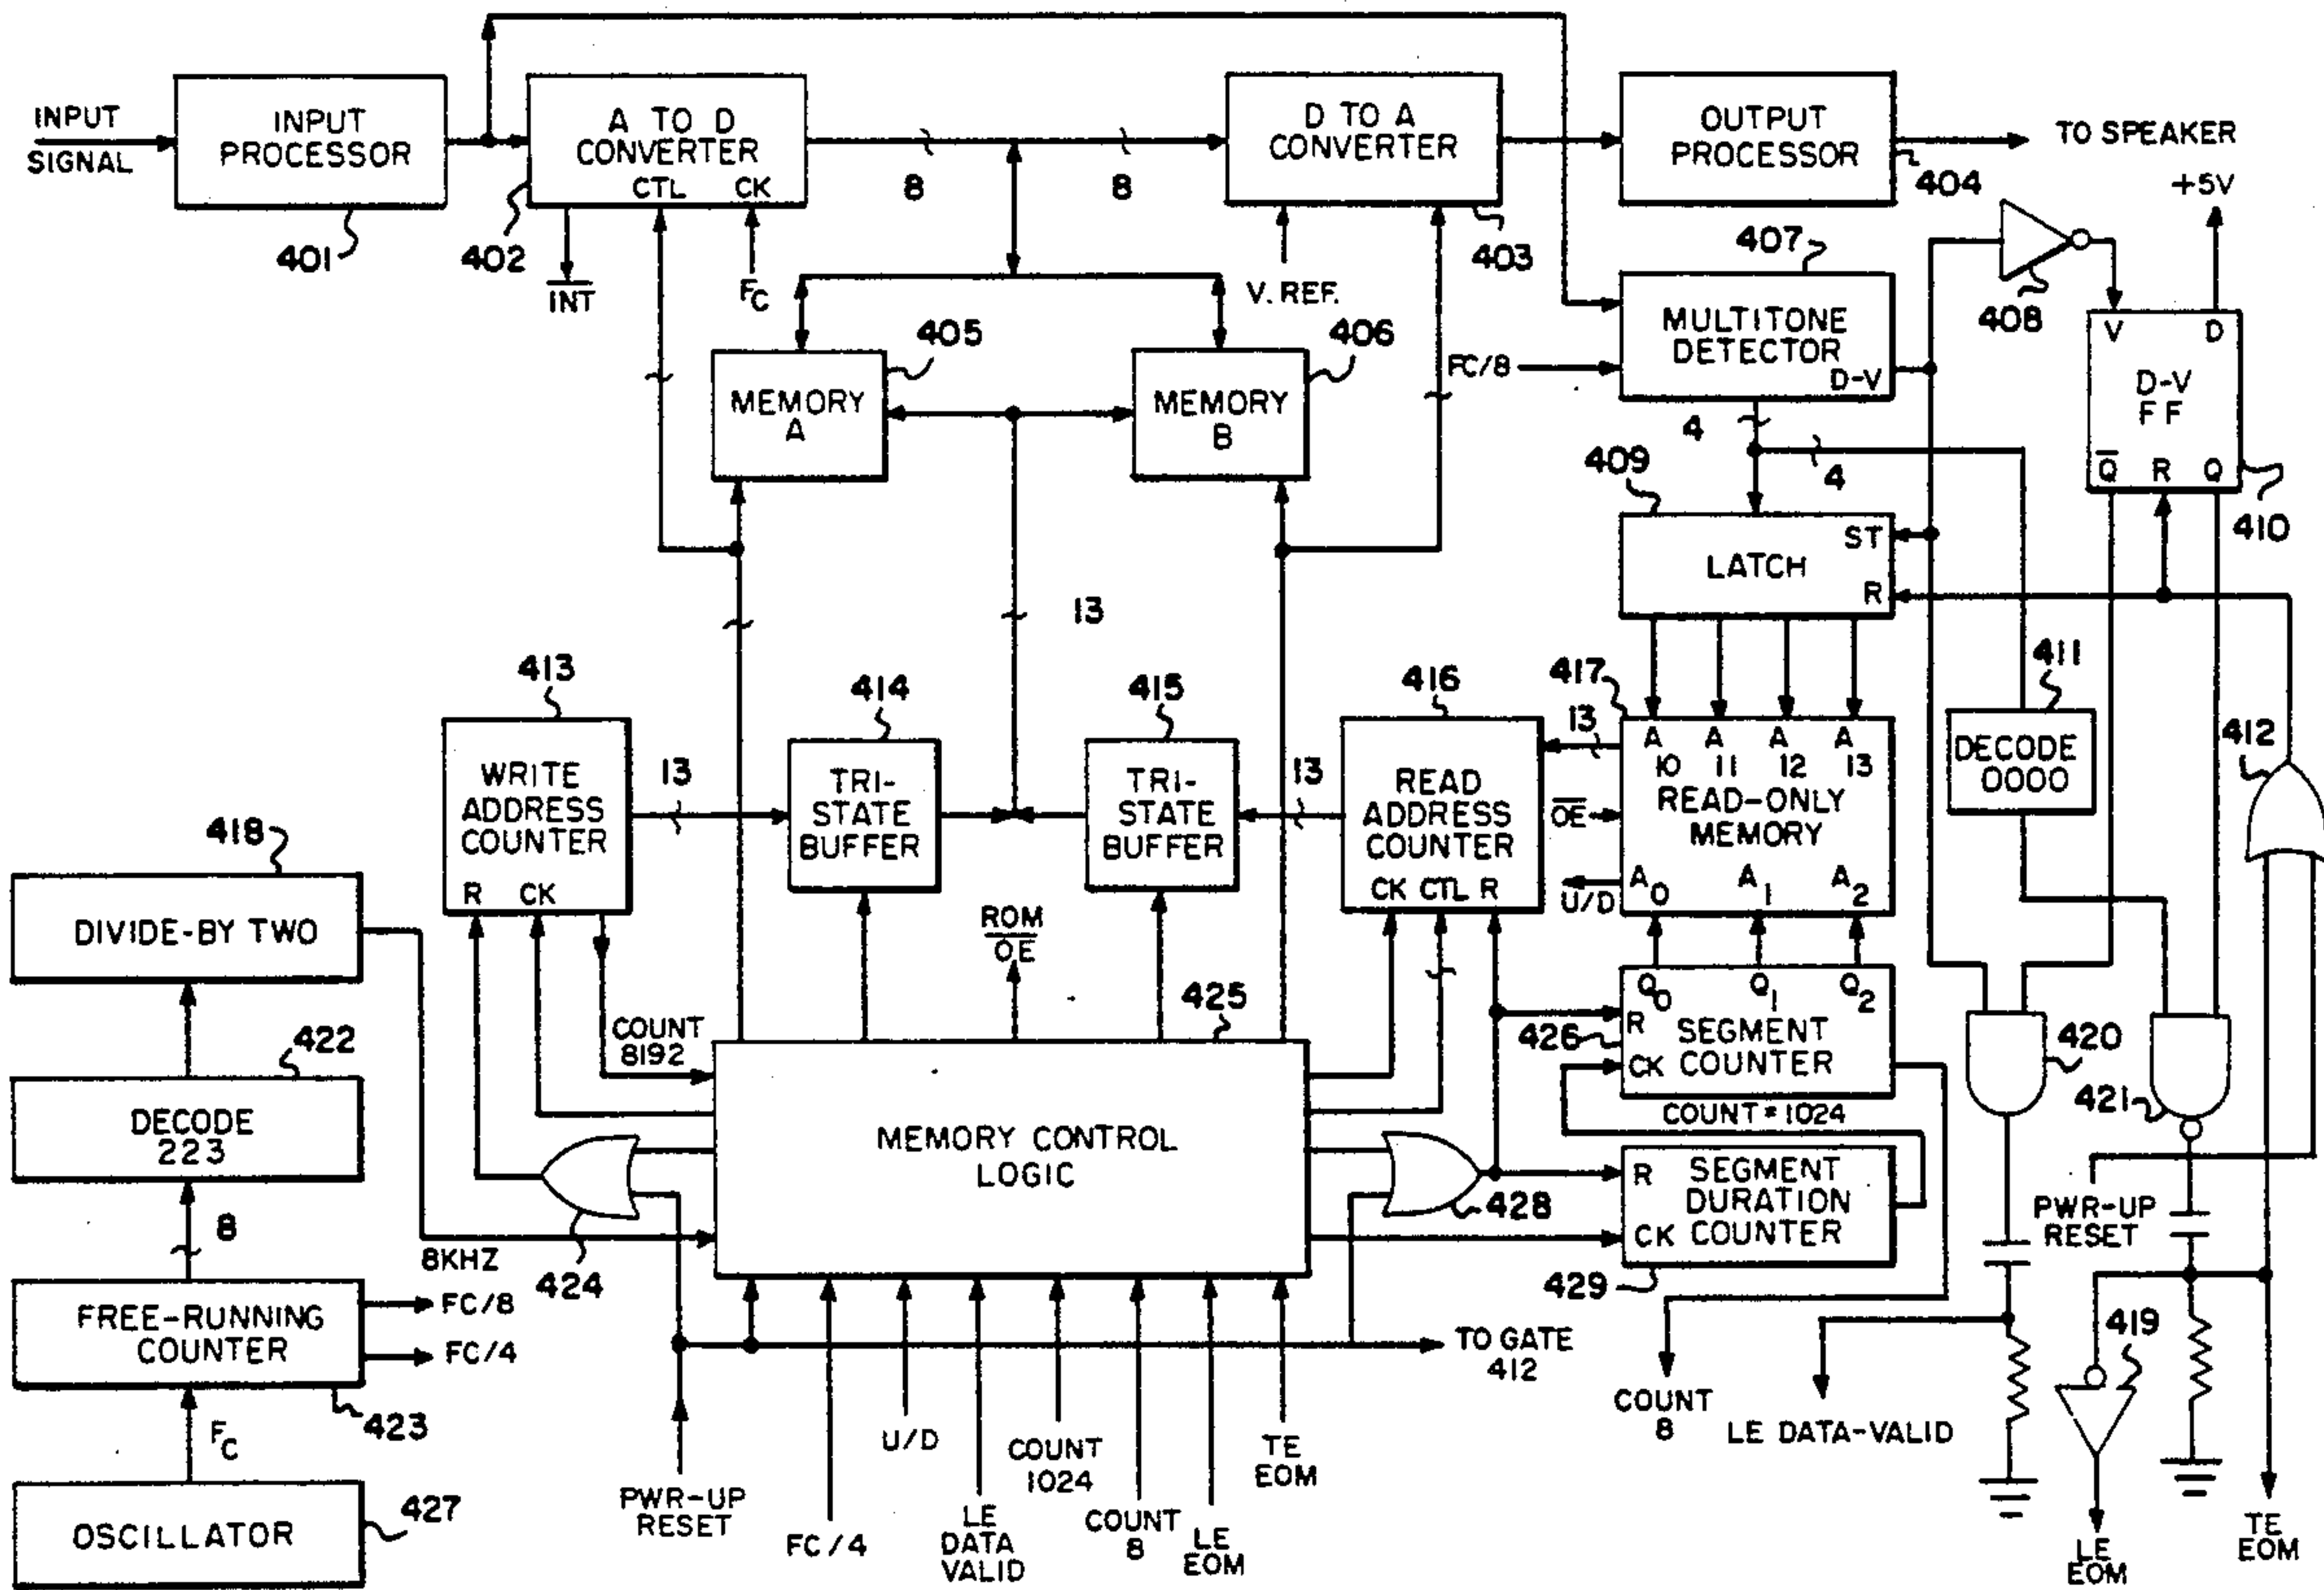 INPUT
SIGNAL
INPUT
PROCESSOR
401
A TO D
CONVERTER
CTL CK
402
INT
FC
8
8
D TO A
CONVERTER
403
V. REF.
OUTPUT
PROCESSOR
404
TO SPEAKER
+5V
407
MULTITONE
DETECTOR
D-V
FC/8
408
V D
D-V
FF
Q R Q
410
405
MEMORY
A
406
MEMORY
B
4
4
409
LATCH
ST
R
13
413
WRITE
ADDRESS
COUNTER
R CK
13
414
TRI-
STATE
BUFFER
415
TRI-
STATE
BUFFER
13
416
READ
ADDRESS
COUNTER
CK CTL R
13
OE
U/D
417
A10 A11 A12 A13
READ-ONLY
MEMORY
A0 A1 A2
411
DECODE
0000
412
418
DIVIDE-BY TWO
422
DECODE
223
8
8KHZ
FREE-RUNNING
COUNTER
FC/8
FC/4
423
FC
OSCILLATOR
427
COUNT
8192
ROM
OE
425
MEMORY CONTROL
LOGIC
424
428
Q0 Q1 Q2
R
SEGMENT
COUNTER
CK
426
COUNT=1024
R
SEGMENT
DURATION
COUNTER
CK
429
420
421
PWR-UP
RESET
419
TO GATE
412
COUNT
8
LE DATA-VALID
LE
EOM
TE
EOM
PWR-UP
RESET
FC/4
U/D
LE
DATA
VALID
COUNT
1024
COUNT
8
LE
EOM
TE
EOM